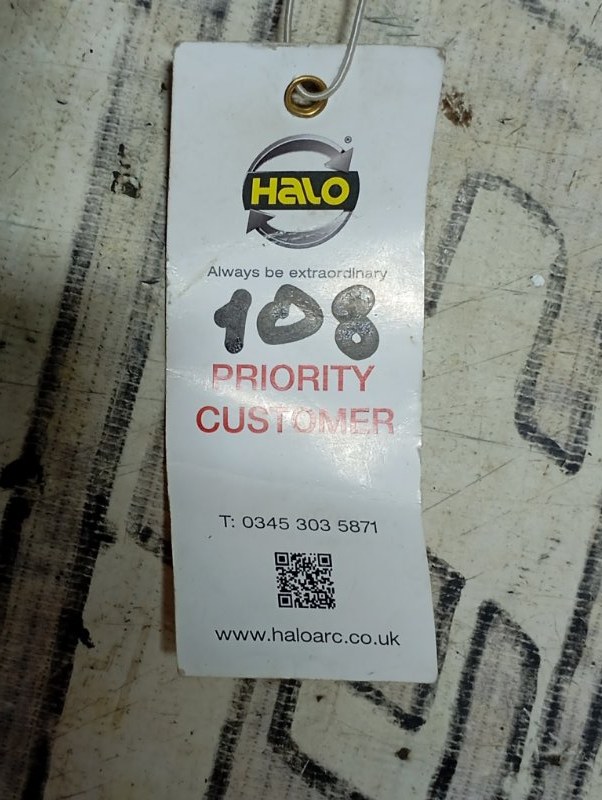 HALO
®
Always be extraordinary
108
PRIORITY
CUSTOMER
T: 0345 303 5871
www.haloarc.co.uk